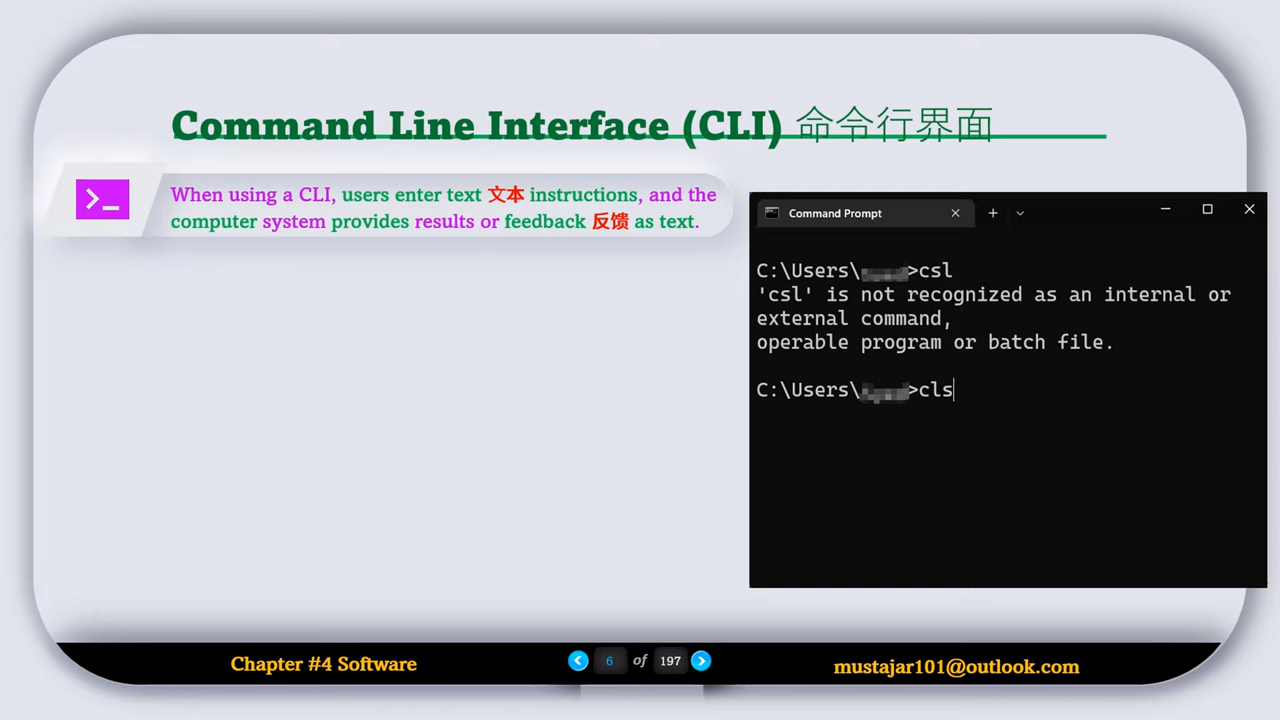 Command Line Interface (CLI) 命令行界面
When using a CLI, users enter text 文本 instructions, and the
computer system provides results or feedback 反馈 as text.
Command Prompt
C:\Users\ >csl
'csl' is not recognized as an internal or
external command,
operable program or batch file.
C:\Users\ >cls
Chapter #4 Software
6 of 197
mustajar101@outlook.com